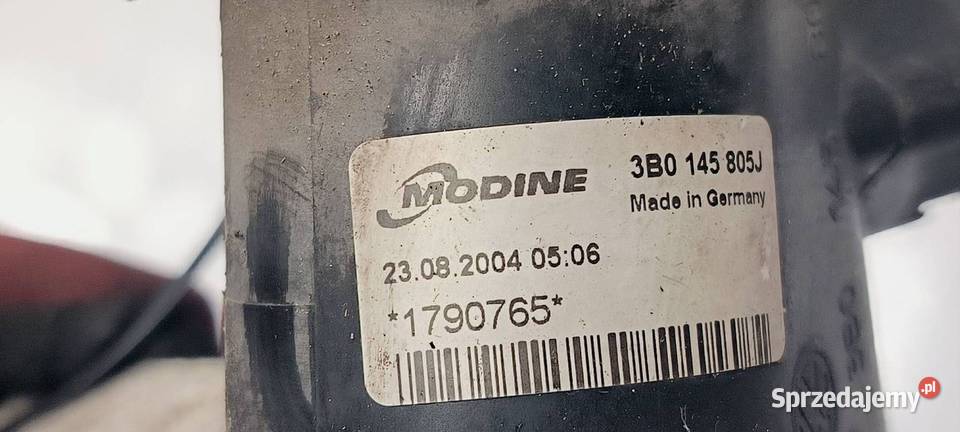 MODINE
3B0 145 805J
Made in Germany
23.08.2004 05:06
*1790765*
Sprzedajemy.pl